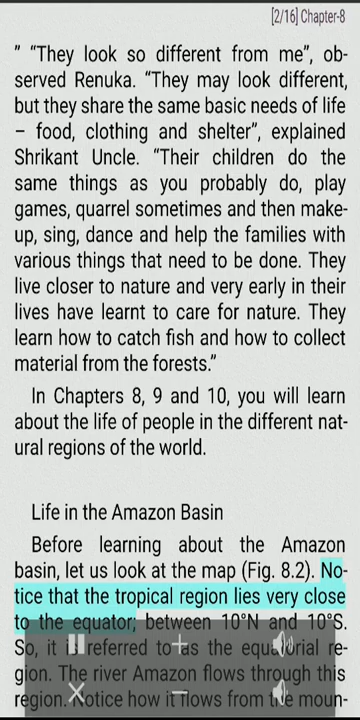 [2/16] Chapter-8
” “They look so different from me”, ob-
served Renuka. “They may look different,
but they share the same basic needs of life
– food, clothing and shelter”, explained
Shrikant Uncle. “Their children do the
same things as you probably do, play
games, quarrel sometimes and then make-
up, sing, dance and help the families with
various things that need to be done. They
live closer to nature and very early in their
lives have learnt to care for nature. They
learn how to catch fish and how to collect
material from the forests.”
In Chapters 8, 9 and 10, you will learn
about the life of people in the different nat-
ural regions of the world.
Life in the Amazon Basin
Before learning about the Amazon
basin, let us look at the map (Fig. 8.2). No-
tice that the tropical region lies very close
to the equator; between 10°N and 10°S.
So, it is referred to as the equatorial re-
gion. The river Amazon flows through this
region. Notice how it flows from the moun-